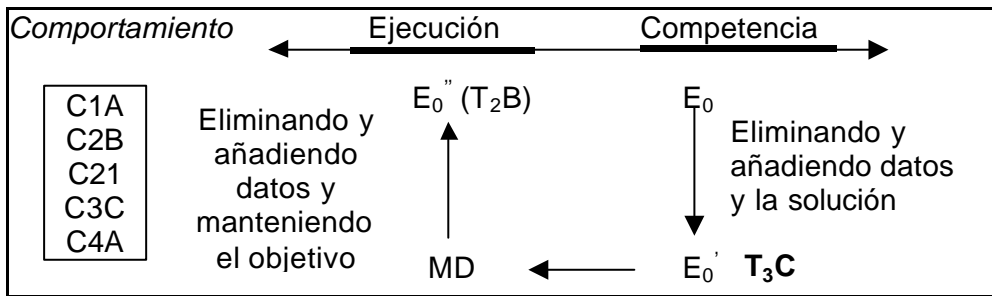 Comportamiento Ejecución Competencia
C1A
C2B
C21
C3C
C4A
Eliminando y
añadiendo
datos y
manteniendo
el objetivo
E₀'' (T₂B)
MD
E₀
Eliminando y
añadiendo datos
y la solución
E₀' T₃C